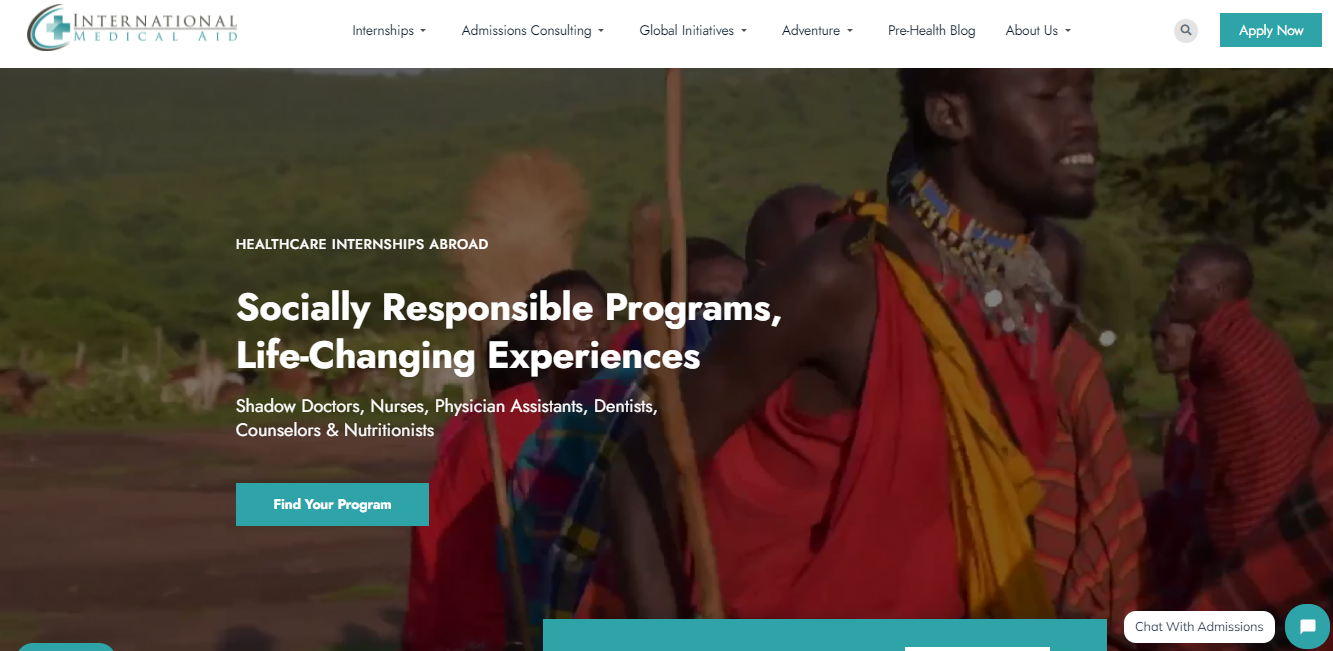 INTERNATIONAL
MEDICAL AID
Internships
Admissions Consulting
Global Initiatives
Adventure
Pre-Health Blog
About Us
Apply Now
HEALTHCARE INTERNSHIPS ABROAD
Socially Responsible Programs,
Life-Changing Experiences
Shadow Doctors, Nurses, Physician Assistants, Dentists,
Counselors & Nutritionists
Find Your Program
Chat With Admissions